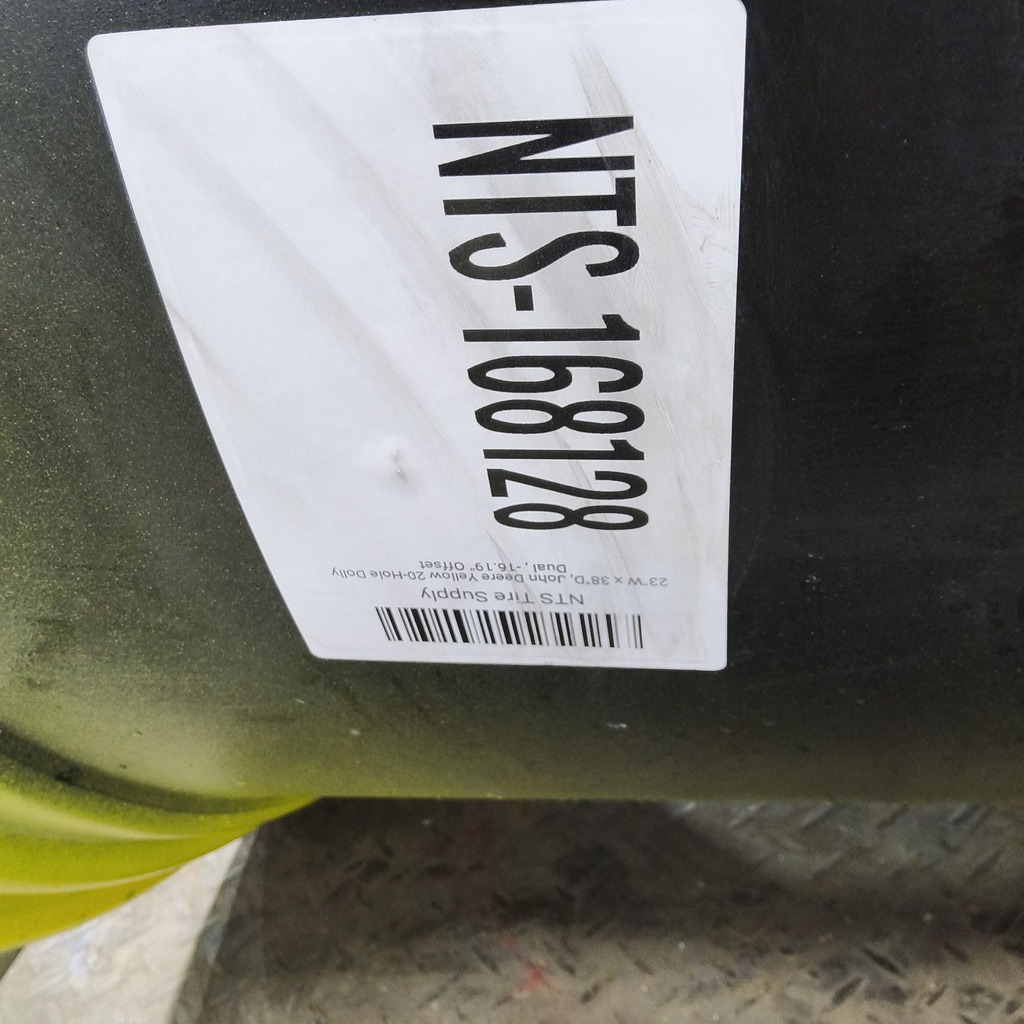 NTS-168128
NTS Tire Supply
23"W x 38"D, John Deere Yellow 20-Hole Dolly
Dual , -16.19" Offset